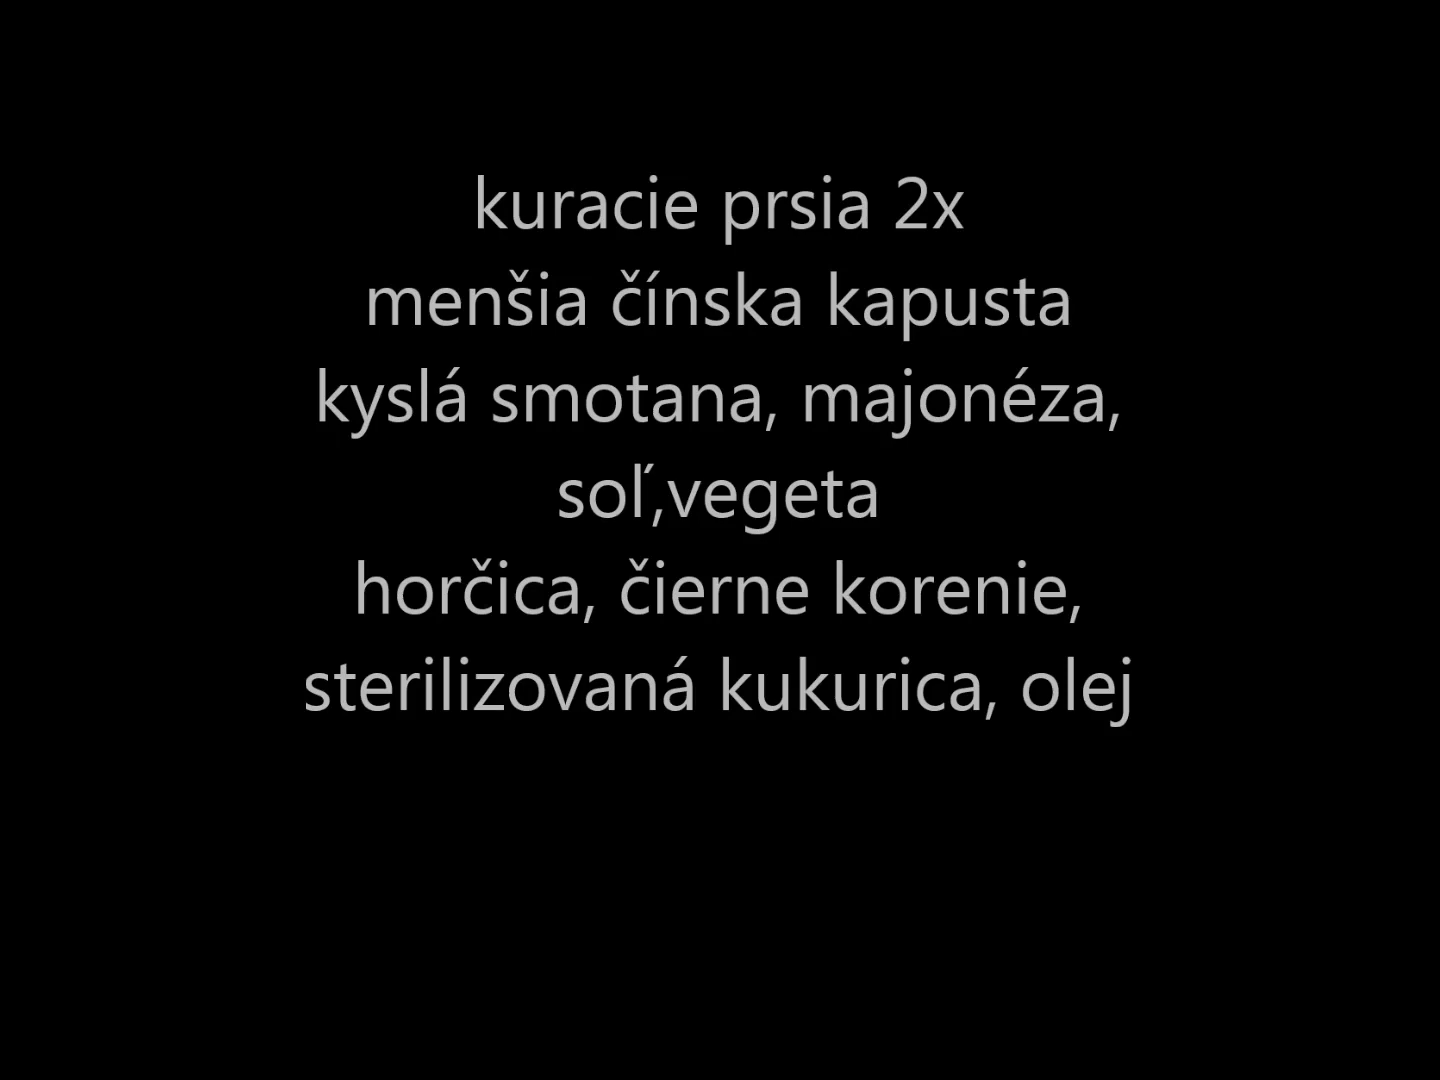 kuracie prsia 2x
menšia čínska kapusta
kyslá smotana, majonéza,
soľ,vegeta
horčica, čierne korenie,
sterilizovaná kukurica, olej